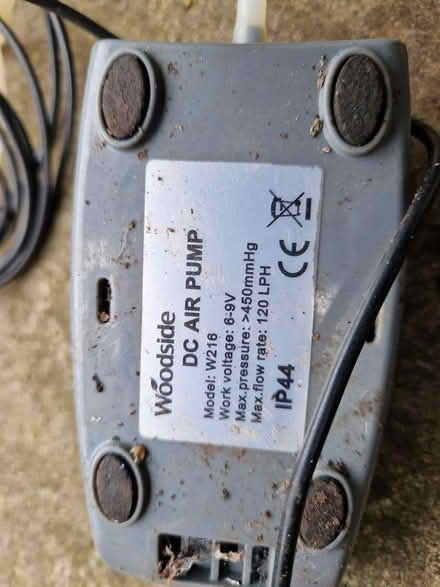 Woodside
DC AIR PUMP
Model: W216
Work voltage: 6-9V
Max.pressure: >450mmHg
Max.flow rate: 120 LPH
IP44
CE